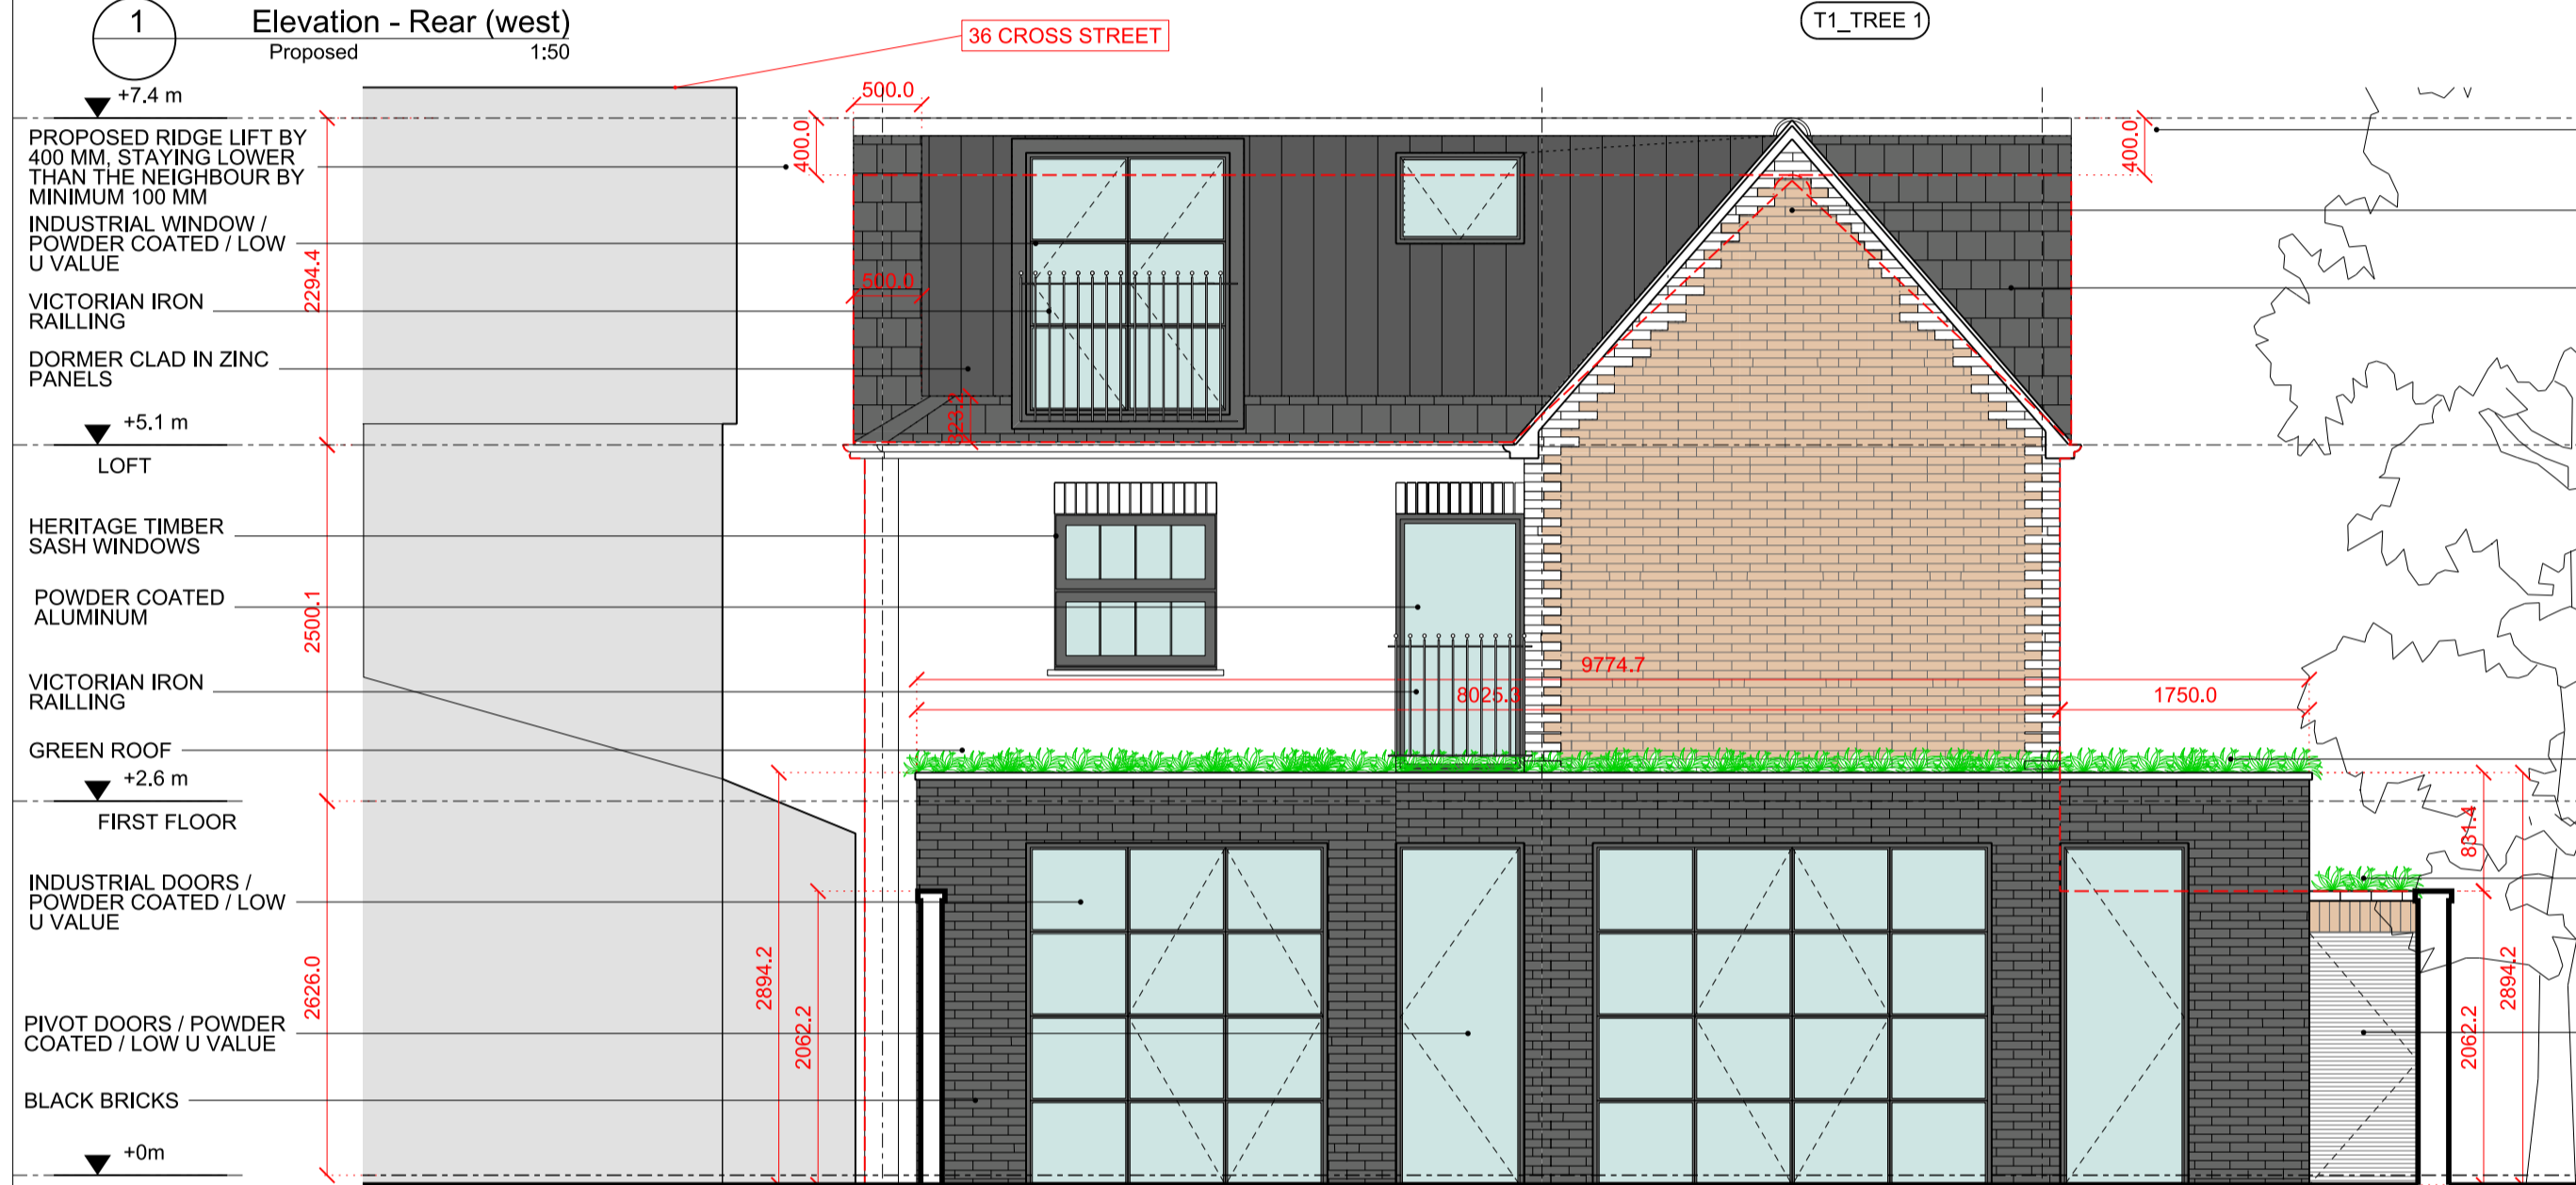 1
Elevation - Rear (west)
Proposed 1:50
36 CROSS STREET
T1_TREE 1
+7.4 m
PROPOSED RIDGE LIFT BY
400 MM, STAYING LOWER
THAN THE NEIGHBOUR BY
MINIMUM 100 MM
INDUSTRIAL WINDOW /
POWDER COATED / LOW
U VALUE
VICTORIAN IRON
RAILLING
DORMER CLAD IN ZINC
PANELS
+5.1 m
LOFT
HERITAGE TIMBER
SASH WINDOWS
POWDER COATED
ALUMINUM
VICTORIAN IRON
RAILLING
GREEN ROOF
+2.6 m
FIRST FLOOR
INDUSTRIAL DOORS /
POWDER COATED / LOW
U VALUE
PIVOT DOORS / POWDER
COATED / LOW U VALUE
BLACK BRICKS
+0m
2294.4
2500.1
2626.0
500.0
400.0
500.0
323.2
400.0
9774.7
8025.3
1750.0
2894.2
2062.2
831.4
2062.2
2894.2